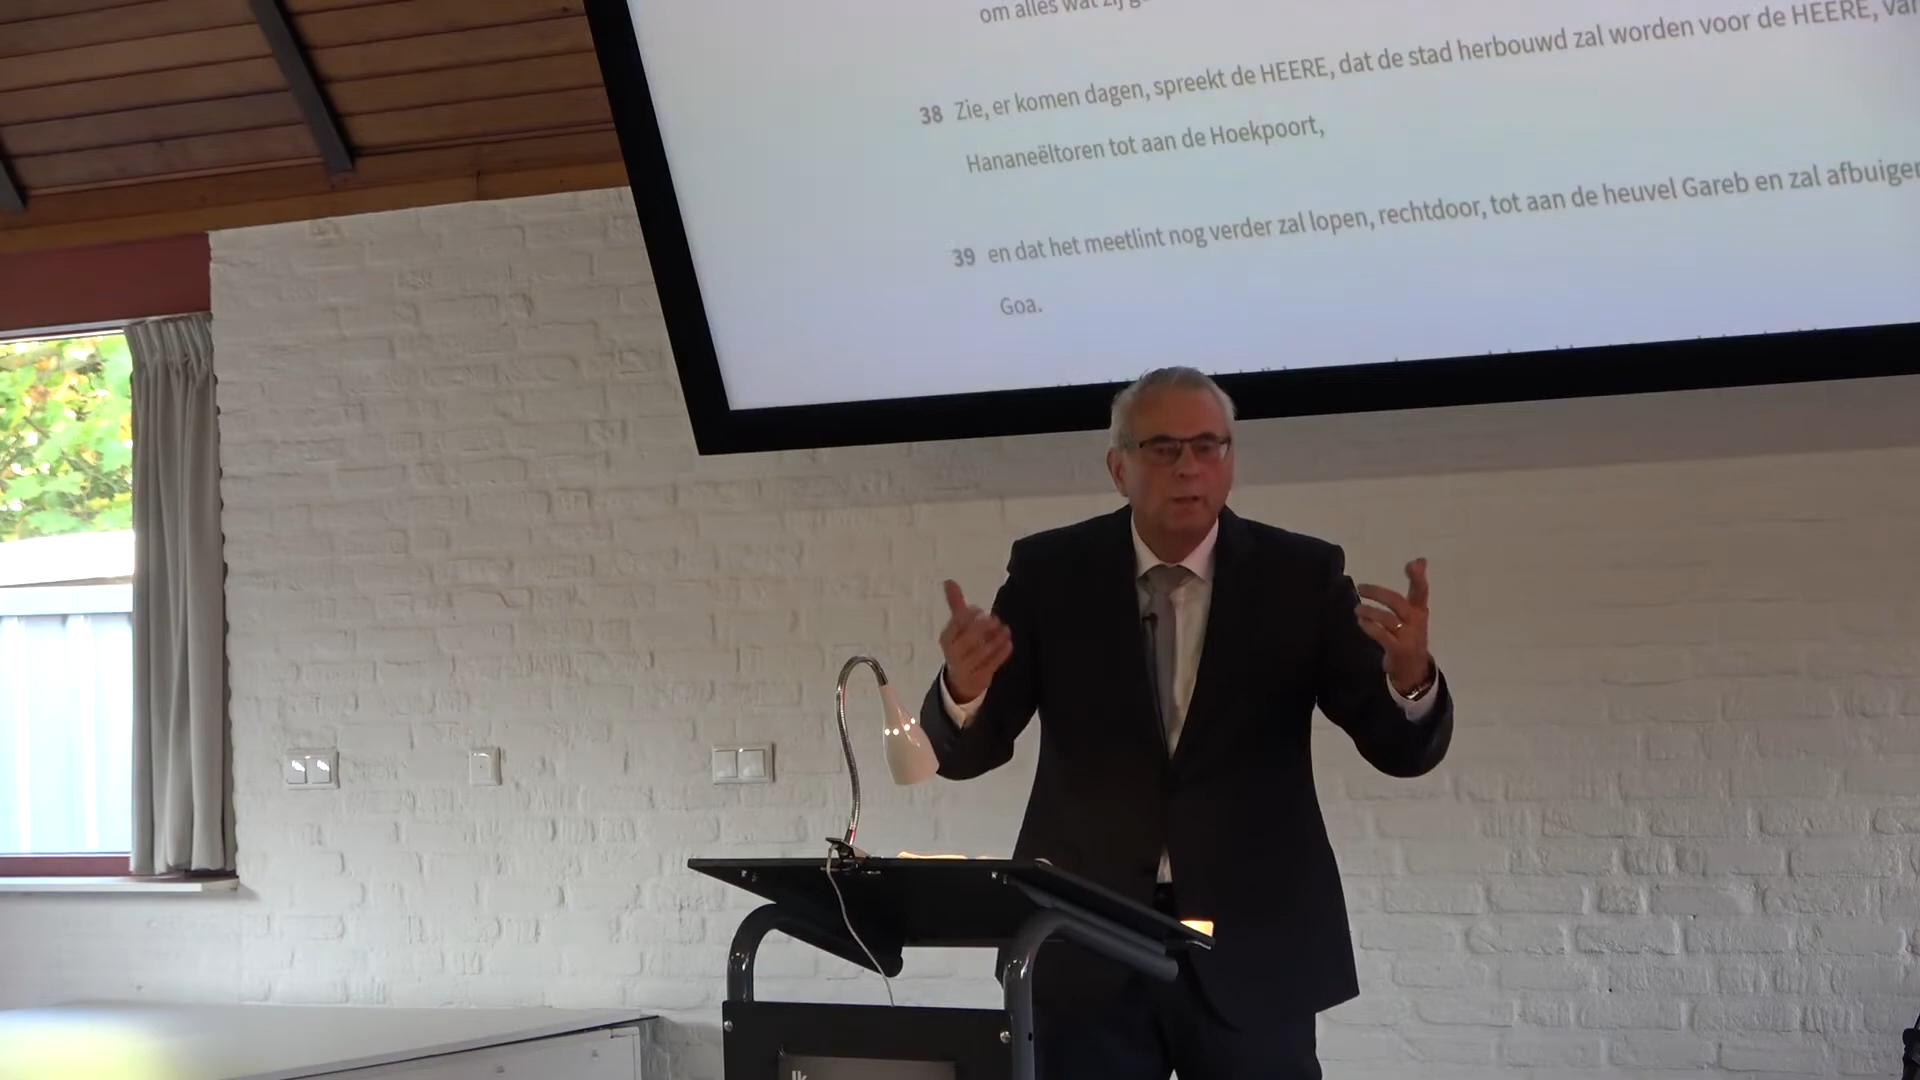 om alles wat zij
38 Zie, er komen dagen, spreekt de HEERE, dat de stad herbouwd zal worden voor de HEERE,
Hananeëltoren tot aan de Hoekpoort,
39 en dat het meetlint nog verder zal lopen, rechtdoor, tot aan de heuvel Gareb en zal afbuigen
Goa.
Ik